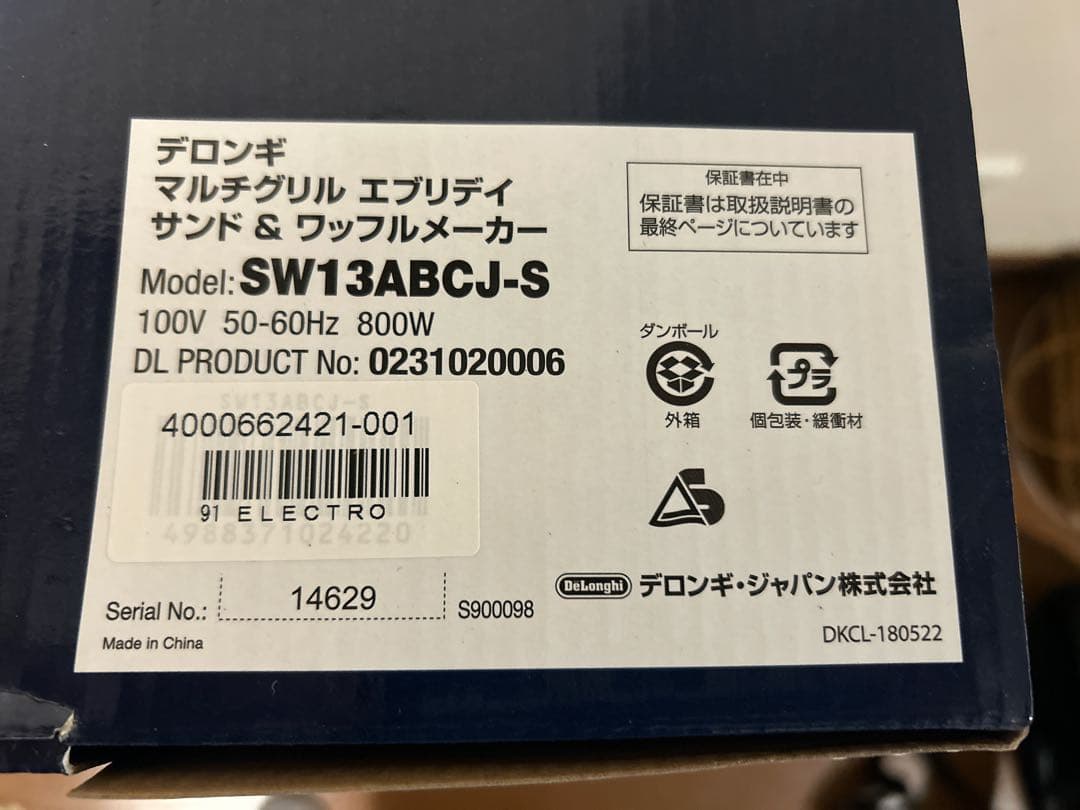 デロンギ
マルチグリル エブリデイ
サンド & ワッフルメーカー
Model: SW13ABCJ-S
100V 50-60Hz 800W
DL PRODUCT No: 0231020006
SW13ABCJ-S
4000662421-001
91 ELECTRO
4988371024220
Serial No.: 14629 S900098
Made in China
保証書在中
保証書は取扱説明書の
最終ページについています
ダンボール
外箱
プラ
個包装・緩衝材
S
DeLonghi デロンギ・ジャパン株式会社
DKCL-180522